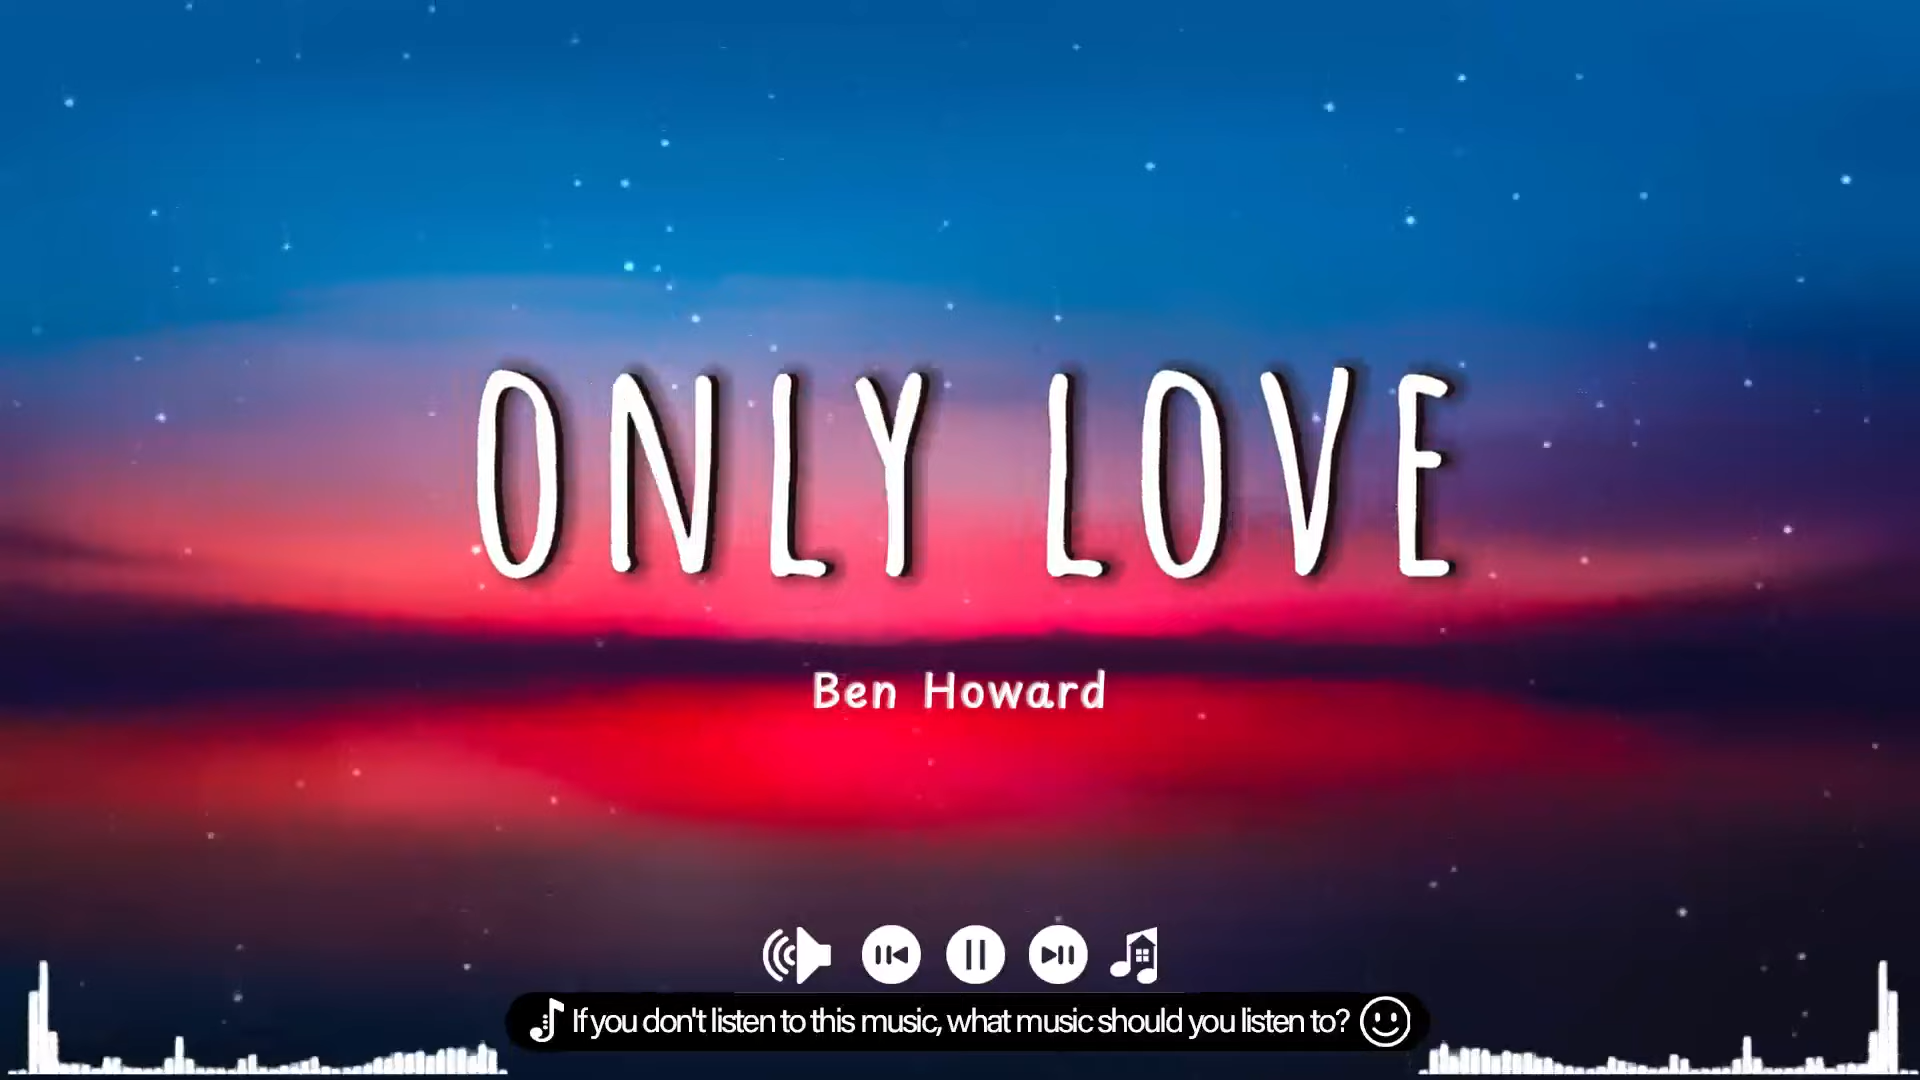 ONLY LOVE
Ben Howard
If you don't listen to this music, what music should you listen to?